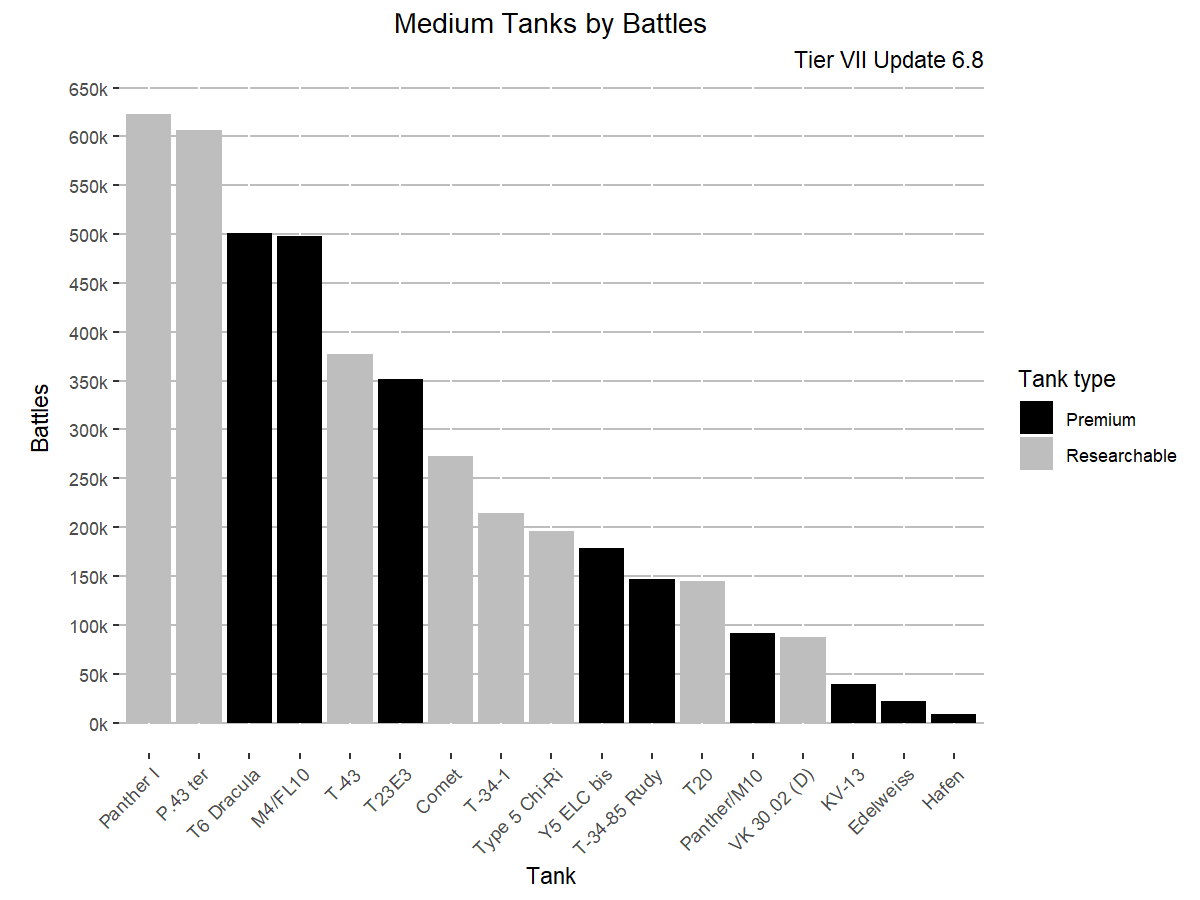 Medium Tanks by Battles
Tier VII Update 6.8
650k
600k
550k
500k
450k
400k
350k
300k
250k
200k
150k
100k
50k
0k
Battles
Panther I
P.43 ter
T6 Dracula
M4/FL10
T-43
T23E3
Comet
T-34-1
Type 5 Chi-Ri
Y5 ELC bis
T-34-85 Rudy
T20
Panther/M10
VK 30.02 (D)
KV-13
Edelweiss
Hafen
Tank
Tank type
Premium
Researchable